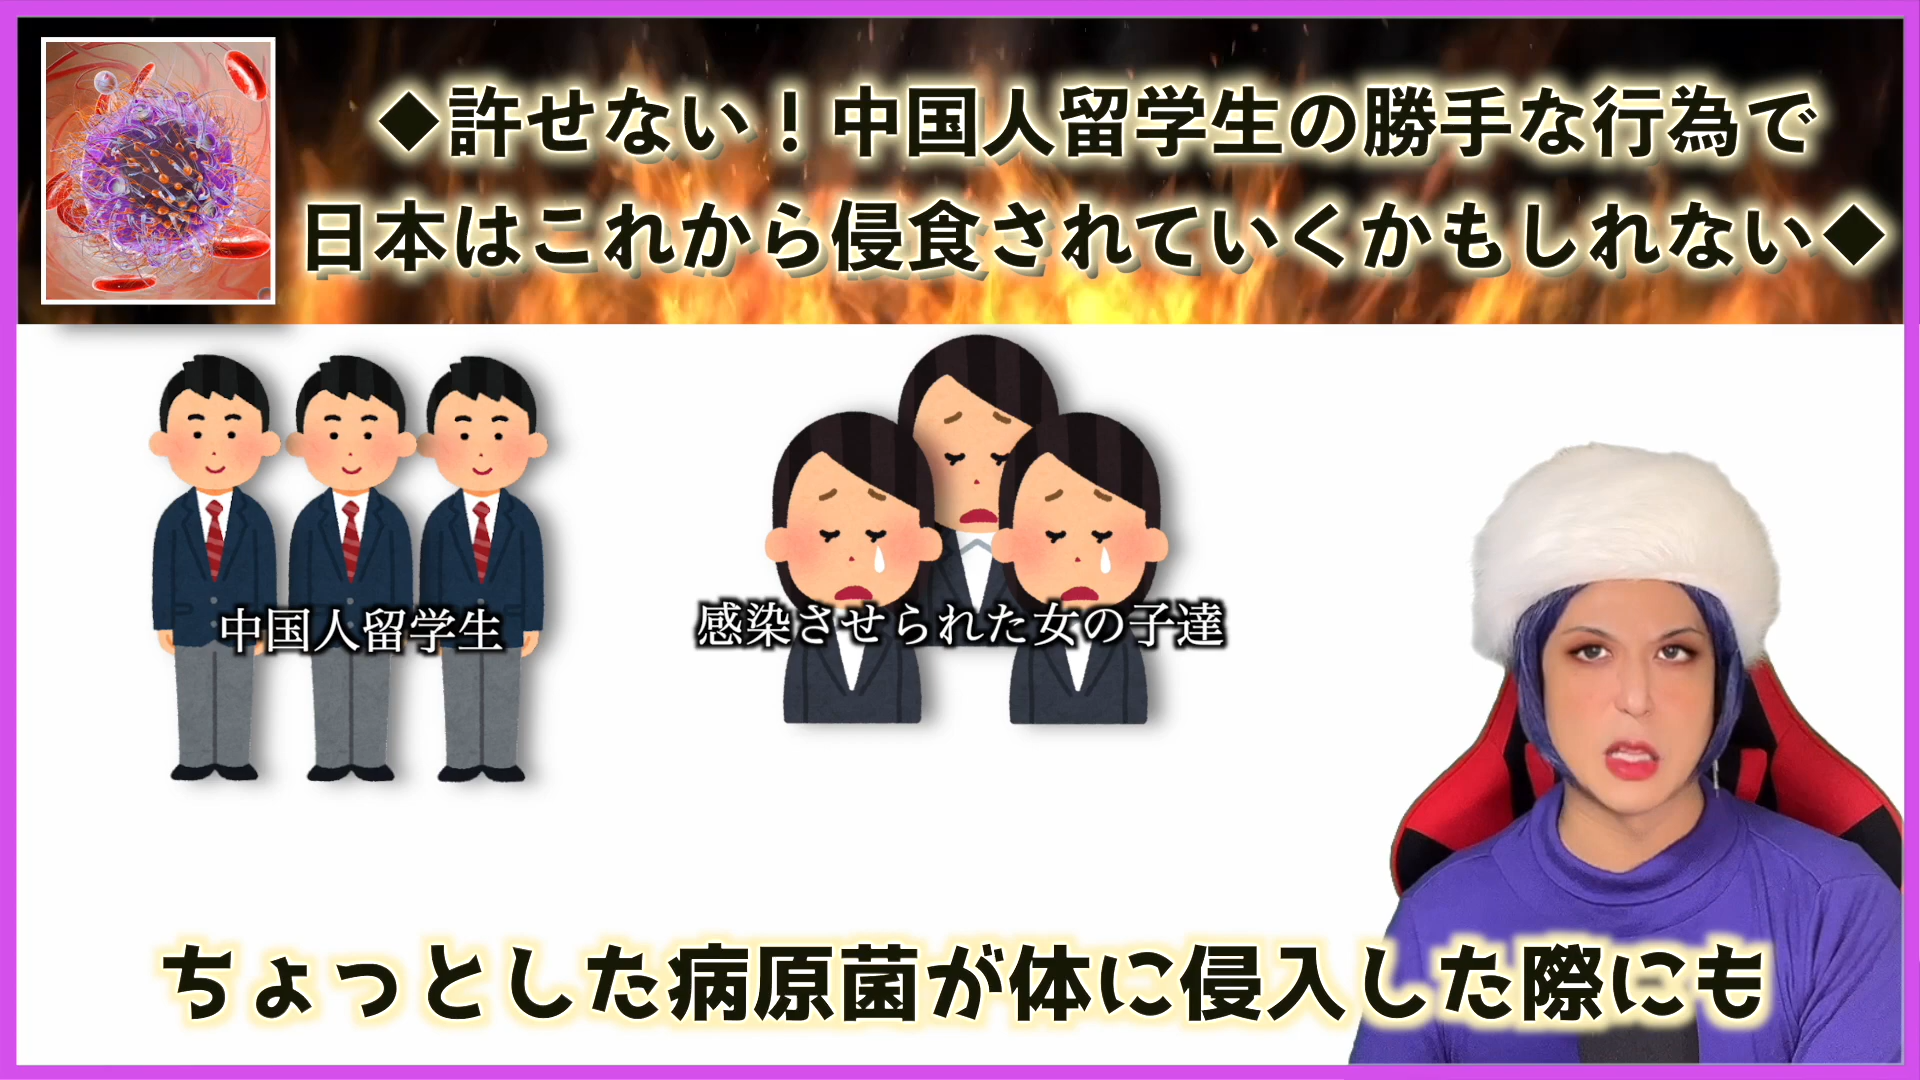 ◆許せない！中国人留学生の勝手な行為で
日本はこれから侵食されていくかもしれない◆
中国人留学生
感染させられた女の子達
ちょっとした病原菌が体に侵入した際にも